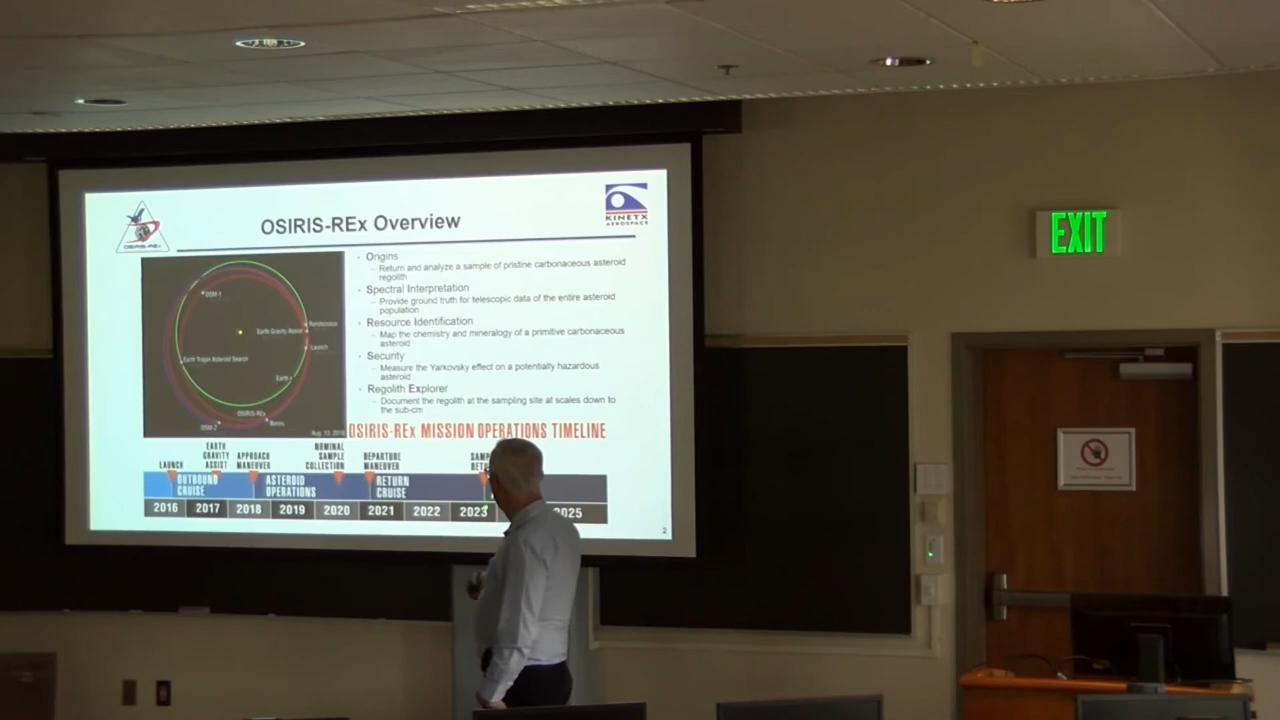 OSIRIS-REx Overview
OSIRIS-REx
KINETX
AEROSPACE
DSM-1
Rendezvous
Earth Gravity Assist
Launch
Earth Trojan Asteroid Search
Earth
OSIRIS-REx
DSM-2
Bennu
Origins
Return and analyze a sample of pristine carbonaceous asteroid
regolith
Spectral Interpretation
Provide ground truth for telescopic data of the entire asteroid
population
Resource Identification
Map the chemistry and mineralogy of a primitive carbonaceous
asteroid
Security
Measure the Yarkovsky effect on a potentially hazardous
asteroid
Regolith Explorer
Document the regolith at the sampling site at scales down to
the sub-cm
OSIRIS-REx MISSION OPERATIONS TIMELINE
LAUNCH
EARTH
GRAVITY
ASSIST
APPROACH
MANEUVER
NOMINAL
SAMPLE
COLLECTION
DEPARTURE
MANEUVER
OUTBOUND
CRUISE
ASTEROID
OPERATIONS
RETURN
CRUISE
2016 2017 2018 2019 2020 2021 2022 2023 2025
2
EXIT